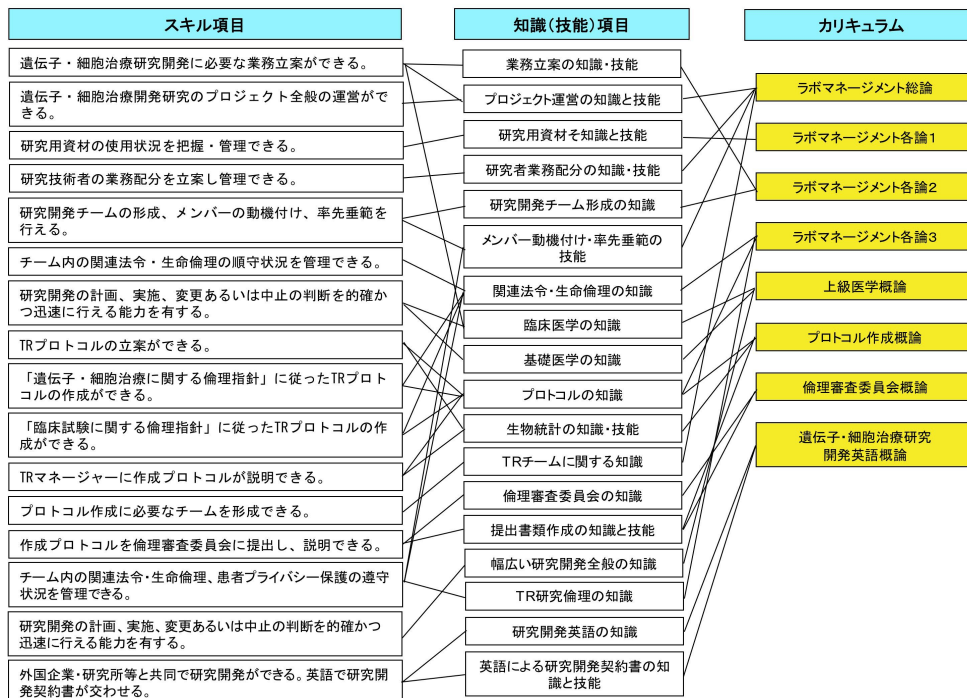 スキル項目
遺伝子・細胞治療研究開発に必要な業務立案ができる。
遺伝子・細胞治療開発研究のプロジェクト全般の運営がで
きる。
研究用資材の使用状況を把握・管理できる。
研究技術者の業務配分を立案し管理できる。
研究開発チームの形成、メンバーの動機付け、率先垂範を
行える。
チーム内の関連法令・生命倫理の順守状況を管理できる。
研究開発の計画、実施、変更あるいは中止の判断を的確か
つ迅速に行える能力を有する。
TRプロトコルの立案ができる。
「遺伝子・細胞治療に関する倫理指針」に従ったTRプロト
コルの作成ができる。
「臨床試験に関する倫理指針」に従ったTRプロトコルの作
成ができる。
TRマネージャーに作成プロトコルが説明できる。
プロトコル作成に必要なチームを形成できる。
作成プロトコルを倫理審査委員会に提出し、説明できる。
チーム内の関連法令・生命倫理、患者プライバシー保護の遵守
状況を管理できる。
研究開発の計画、実施、変更あるいは中止の判断を的確かつ
迅速に行える能力を有する。
外国企業・研究所等と共同で研究開発ができる。英語で研究開
発契約書が交わせる。
知識(技能)項目
業務立案の知識・技能
プロジェクト運営の知識と技能
研究用資材そ知識と技能
研究者業務配分の知識・技能
研究開発チーム形成の知識
メンバー動機付け・率先垂範の
技能
関連法令・生命倫理の知識
臨床医学の知識
基礎医学の知識
プロトコルの知識
生物統計の知識・技能
TRチームに関する知識
倫理審査委員会の知識
提出書類作成の知識と技能
幅広い研究開発全般の知識
TR研究倫理の知識
研究開発英語の知識
英語による研究開発契約書の知
識と技能
カリキュラム
ラボマネージメント総論
ラボマネージメント各論1
ラボマネージメント各論2
ラボマネージメント各論3
上級医学概論
プロトコル作成概論
倫理審査委員会概論
遺伝子・細胞治療研究
開発英語概論